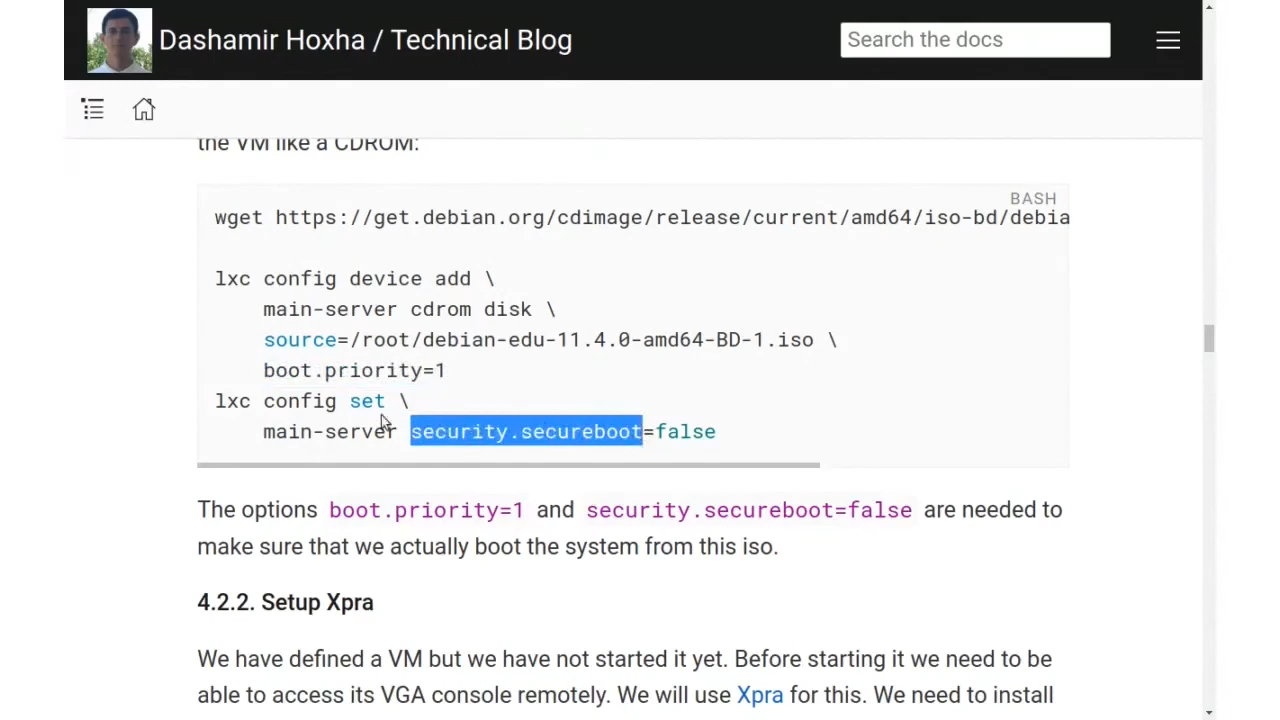 Dashamir Hoxha / Technical Blog
Search the docs
the VM like a CDROM:
BASH
wget https://get.debian.org/cdimage/release/current/amd64/iso-bd/debia
lxc config device add \
main-server cdrom disk \
source=/root/debian-edu-11.4.0-amd64-BD-1.iso \
boot.priority=1
lxc config set \
main-server security.secureboot=false
The options boot.priority=1 and security.secureboot=false are needed to
make sure that we actually boot the system from this iso.
4.2.2. Setup Xpra
We have defined a VM but we have not started it yet. Before starting it we need to be
able to access its VGA console remotely. We will use Xpra for this. We need to install